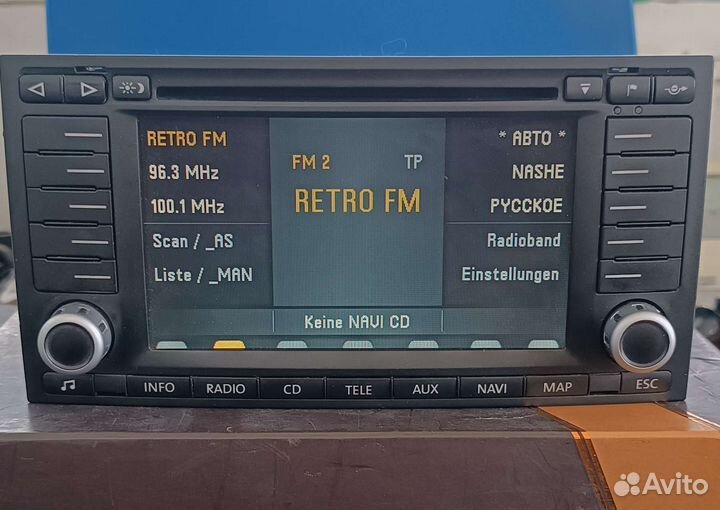 RETRO FM
96.3 MHz
100.1 MHz
Scan / _AS
Liste / _MAN
FM 2 TP
RETRO FM
* АВТО *
NASHE
РУССКОЕ
Radioband
Einstellungen
Keine NAVI CD
INFO RADIO CD TELE AUX NAVI MAP ESC
Avito